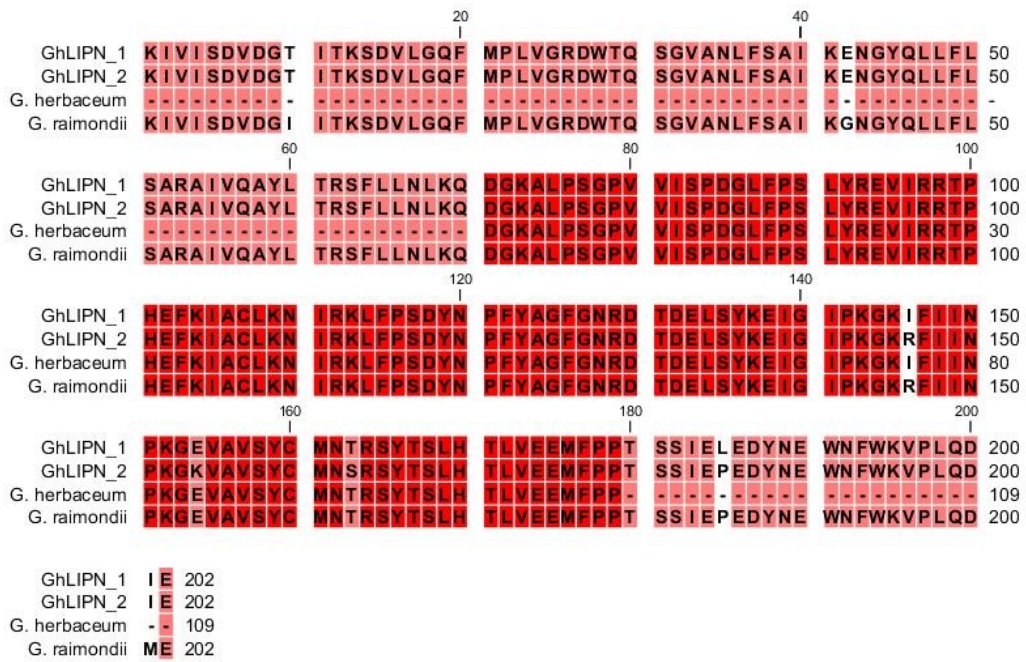 20 40
GhLIPN_1 KIVISDVDGT ITKSDVLGQF MPLVGRDWTQ SGVANLFSAI KENGYQLLFL 50
GhLIPN_2 KIVISDVDGT ITKSDVLGQF MPLVGRDWTQ SGVANLFSAI KENGYQLLFL 50
G. herbaceum ---------- ---------- ---------- ---------- ---------- -
G. raimondii KIVISDVDGI ITKSDVLGQF MPLVGRDWTQ SGVANLFSAI KGNGYQLLFL 50
60 80 100
GhLIPN_1 SARAIVQAYL TRSFLLNLKQ DGKALPSGPV VISPDGLFPS LYREVIRRTP 100
GhLIPN_2 SARAIVQAYL TRSFLLNLKQ DGKALPSGPV VISPDGLFPS LYREVIRRTP 100
G. herbaceum ---------- ---------- DGKALPSGPV VISPDGLFPS LYREVIRRTP 30
G. raimondii SARAIVQAYL TRSFLLNLKQ DGKALPSGPV VISPDGLFPS LYREVIRRTP 100
120 140
GhLIPN_1 HEFKIACLKN IRKLFPSDYN PFYAGFGNRD TDELSYKEIG IPKGKIFIIN 150
GhLIPN_2 HEFKIACLKN IRKLFPSDYN PFYAGFGNRD TDELSYKEIG IPKGKRFIIN 150
G. herbaceum HEFKIACLKN IRKLFPSDYN PFYAGFGNRD TDELSYKEIG IPKGKIFIIN 80
G. raimondii HEFKIACLKN IRKLFPSDYN PFYAGFGNRD TDELSYKEIG IPKGKRFIIN 150
160 180 200
GhLIPN_1 PKGEVAVSYC MNTRSYTSLH TLVEEMFPPT SSIELEDYNE WNFWKVPLQD 200
GhLIPN_2 PKGKVAVSYC MNSRSYTSLH TLVEEMFPPT SSIEPEDYNE WNFWKVPLQD 200
G. herbaceum PKGEVAVSYC MNTRSYTSLH TLVEEMFPP- ---------- ---------- 109
G. raimondii PKGEVAVSYC MNTRSYTSLH TLVEEMFPPT SSIEPEDYNE WNFWKVPLQD 200
GhLIPN_1 IE 202
GhLIPN_2 IE 202
G. herbaceum -- 109
G. raimondii ME 202